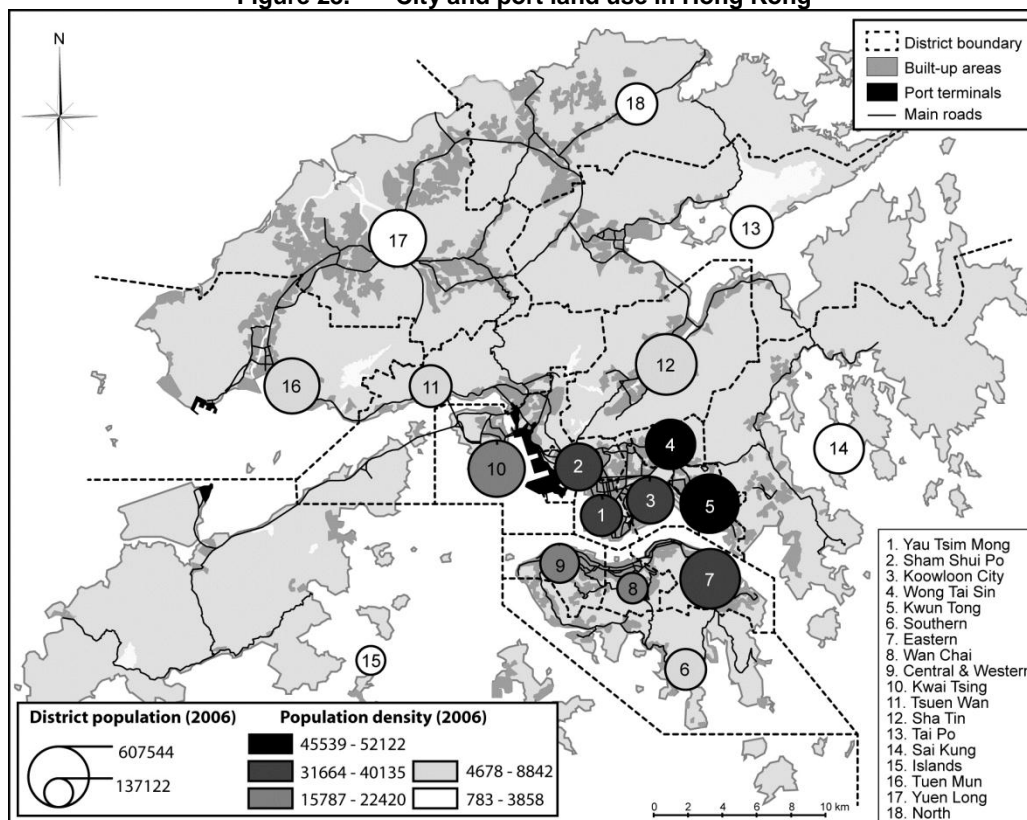 Figure 25. City and port land use in Hong Kong
N
District boundary
Built-up areas
Port terminals
Main roads
18
17
13
12
16
11
14
10
2
4
1
3
5
9
8
7
15
6
District population (2006)
607544
137122
Population density (2006)
45539 - 52122
31664 - 40135
15787 - 22420
4678 - 8842
783 - 3858
0 2 4 6 8 10 km
1. Yau Tsim Mong
2. Sham Shui Po
3. Koowloon City
4. Wong Tai Sin
5. Kwun Tong
6. Southern
7. Eastern
8. Wan Chai
9. Central & Western
10. Kwai Tsing
11. Tsuen Wan
12. Sha Tin
13. Tai Po
14. Sai Kung
15. Islands
16. Tuen Mun
17. Yuen Long
18. North